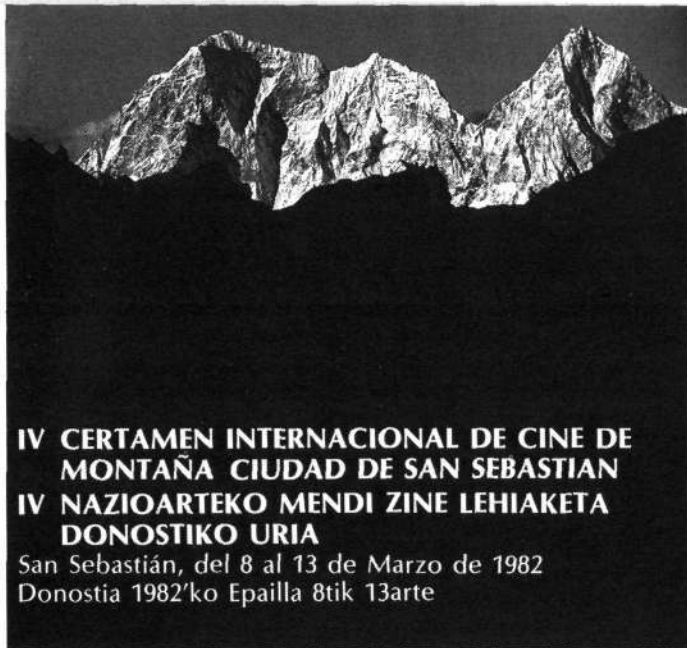 IV CERTAMEN INTERNACIONAL DE CINE DE
MONTAÑA CIUDAD DE SAN SEBASTIAN
IV NAZIOARTEKO MENDI ZINE LEHIAKETA
DONOSTIKO URIA
San Sebastián, del 8 al 13 de Marzo de 1982
Donostia 1982'ko Epailla 8tik 13arte